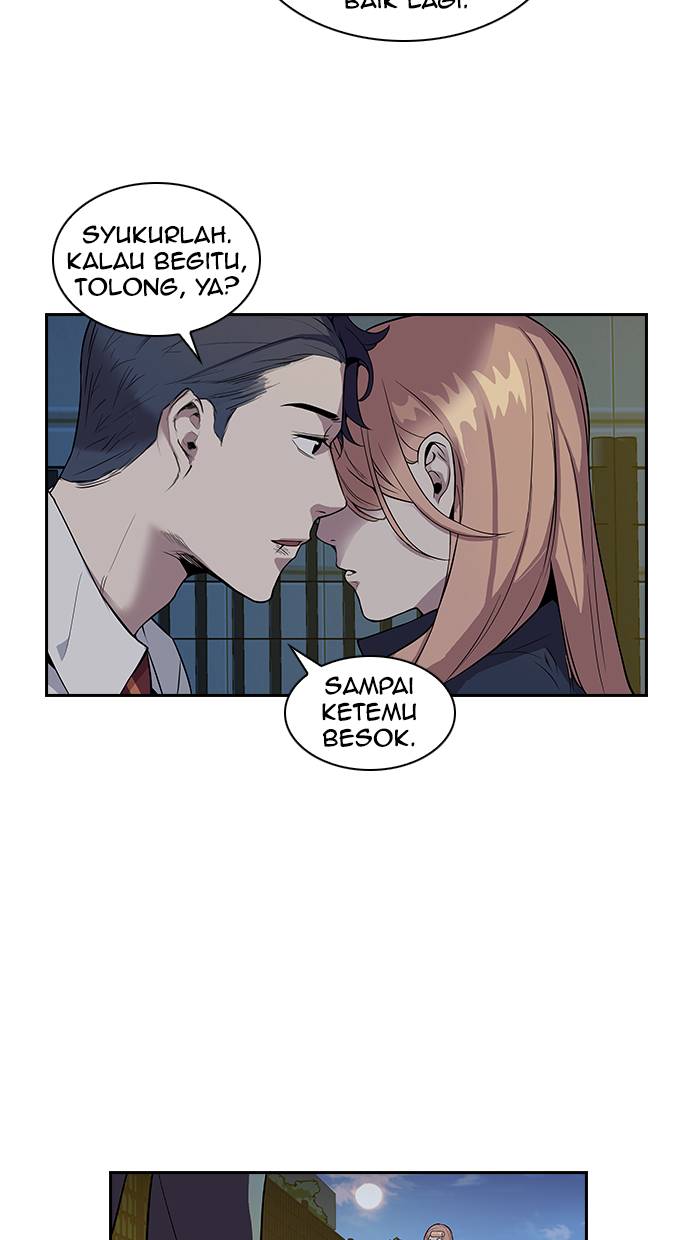 BAIK LAGI.
SYUKURLAH.
KALAU BEGITU,
TOLONG, YA?
SAMPAI
KETEMU
BESOK.